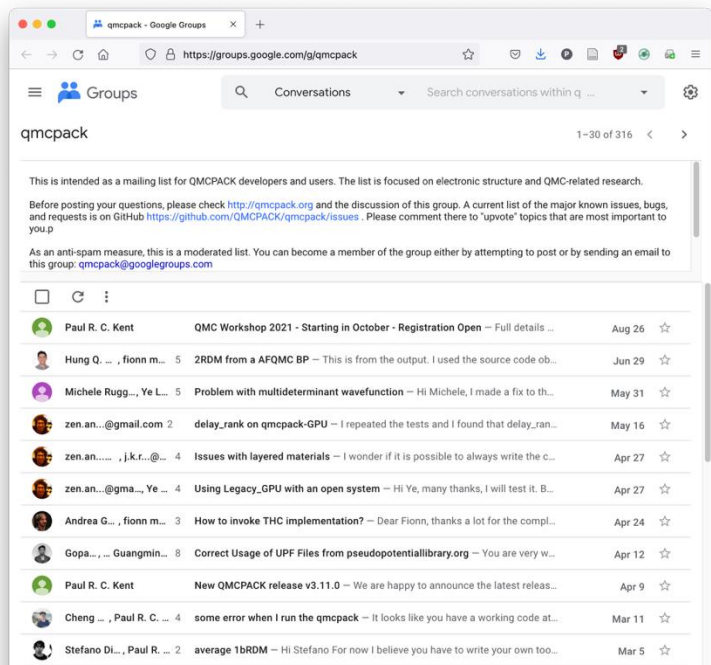 qmcpack - Google Groups
https://groups.google.com/g/qmcpack
2
Groups
Conversations
Search conversations within q ...
qmcpack
1–30 of 316
This is intended as a mailing list for QMCPACK developers and users. The list is focused on electronic structure and QMC-related research.
Before posting your questions, please check http://qmcpack.org and the discussion of this group. A current list of the major known issues, bugs,
and requests is on GitHub https://github.com/QMCPACK/qmcpack/issues . Please comment there to "upvote" topics that are most important to
you.p
As an anti-spam measure, this is a moderated list. You can become a member of the group either by attempting to post or by sending an email to
this group: qmcpack@googlegroups.com
Paul R. C. Kent QMC Workshop 2021 - Starting in October - Registration Open – Full details ... Aug 26
Hung Q. ... , fionn m... 5 2RDM from a AFQMC BP – This is from the output. I used the source code ob... Jun 29
Michele Rugg..., Ye L... 5 Problem with multideterminant wavefunction – Hi Michele, I made a fix to th... May 31
zen.an...@gmail.com 2 delay_rank on qmcpack-GPU – I repeated the tests and I found that delay_ran... May 16
zen.an...... , j.k.r...@... 4 Issues with layered materials – I wonder if it is possible to always write the c... Apr 27
zen.an...@gma..., Ye ... 4 Using Legacy_GPU with an open system – Hi Ye, many thanks, I will test it. B... Apr 27
Andrea G... , fionn m... 3 How to invoke THC implementation? – Dear Fionn, thanks a lot for the compl... Apr 24
Gopa... , ... Guangmin... 8 Correct Usage of UPF Files from pseudopotentiallibrary.org – You are very w... Apr 12
Paul R. C. Kent New QMCPACK release v3.11.0 – We are happy to announce the latest releas... Apr 9
Cheng ... , Paul R. C. ... 4 some error when I run the qmcpack – It looks like you have a working code at... Mar 11
Stefano Di... , Paul R. ... 2 average 1bRDM – Hi Stefano For now I believe you have to write your own too... Mar 5